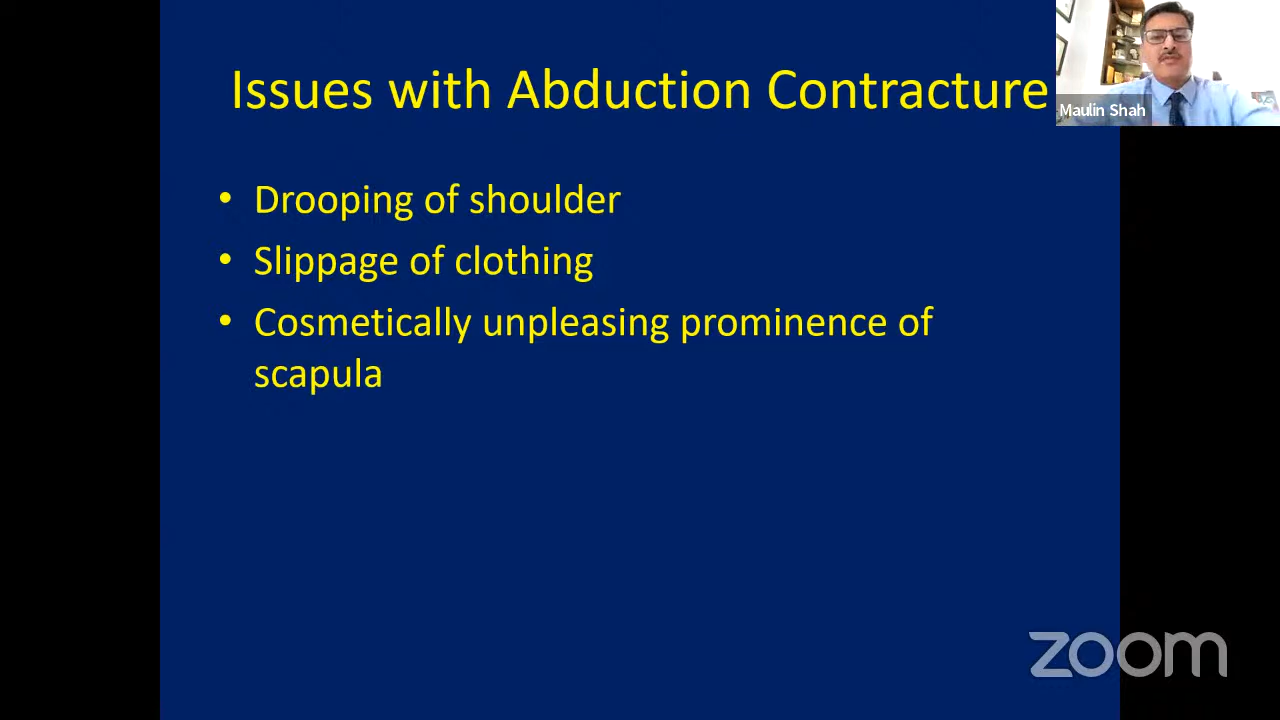 Issues with Abduction Contracture
Maulin Shah
• Drooping of shoulder
• Slippage of clothing
• Cosmetically unpleasing prominence of
scapula
zoom